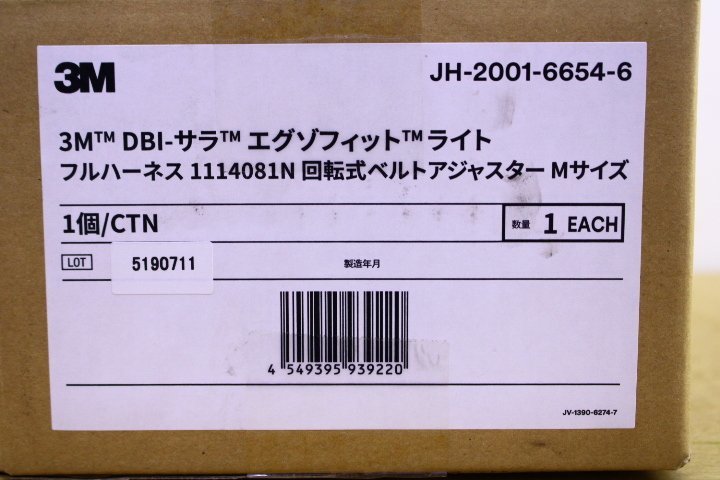 3M
JH-2001-6654-6
3M™ DBI-サラ™ エグゾフィット™ ライト
フルハーネス 1114081N 回転式ベルトアジャスター Mサイズ
1個/CTN
数量 1 EACH
LOT 5190711
製造年月
4 549395 939220
JV-1390-6274-7